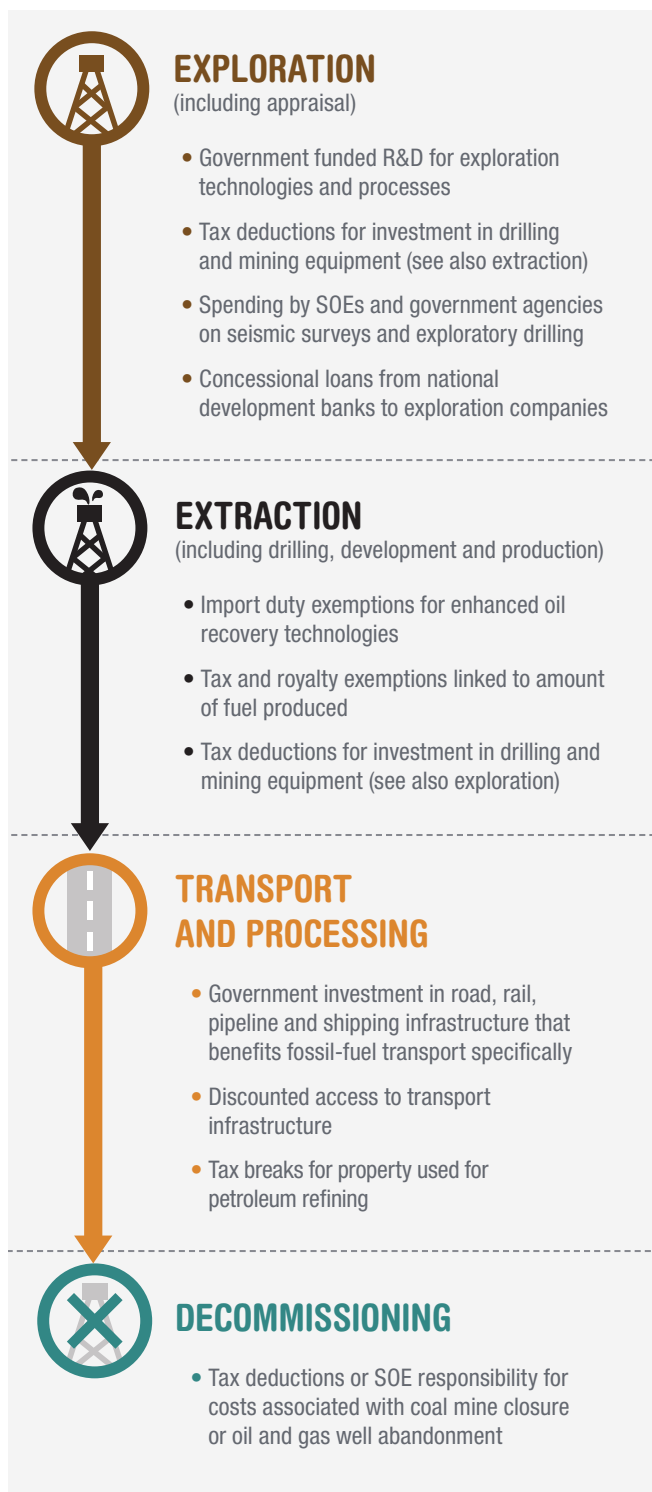 EXPLORATION
(including appraisal)
• Government funded R&D for exploration
technologies and processes
• Tax deductions for investment in drilling
and mining equipment (see also extraction)
• Spending by SOEs and government agencies
on seismic surveys and exploratory drilling
• Concessional loans from national
development banks to exploration companies
EXTRACTION
(including drilling, development and production)
• Import duty exemptions for enhanced oil
recovery technologies
• Tax and royalty exemptions linked to amount
of fuel produced
• Tax deductions for investment in drilling and
mining equipment (see also exploration)
TRANSPORT
AND PROCESSING
• Government investment in road, rail,
pipeline and shipping infrastructure that
benefits fossil-fuel transport specifically
• Discounted access to transport
infrastructure
• Tax breaks for property used for
petroleum refining
DECOMMISSIONING
• Tax deductions or SOE responsibility for
costs associated with coal mine closure
or oil and gas well abandonment